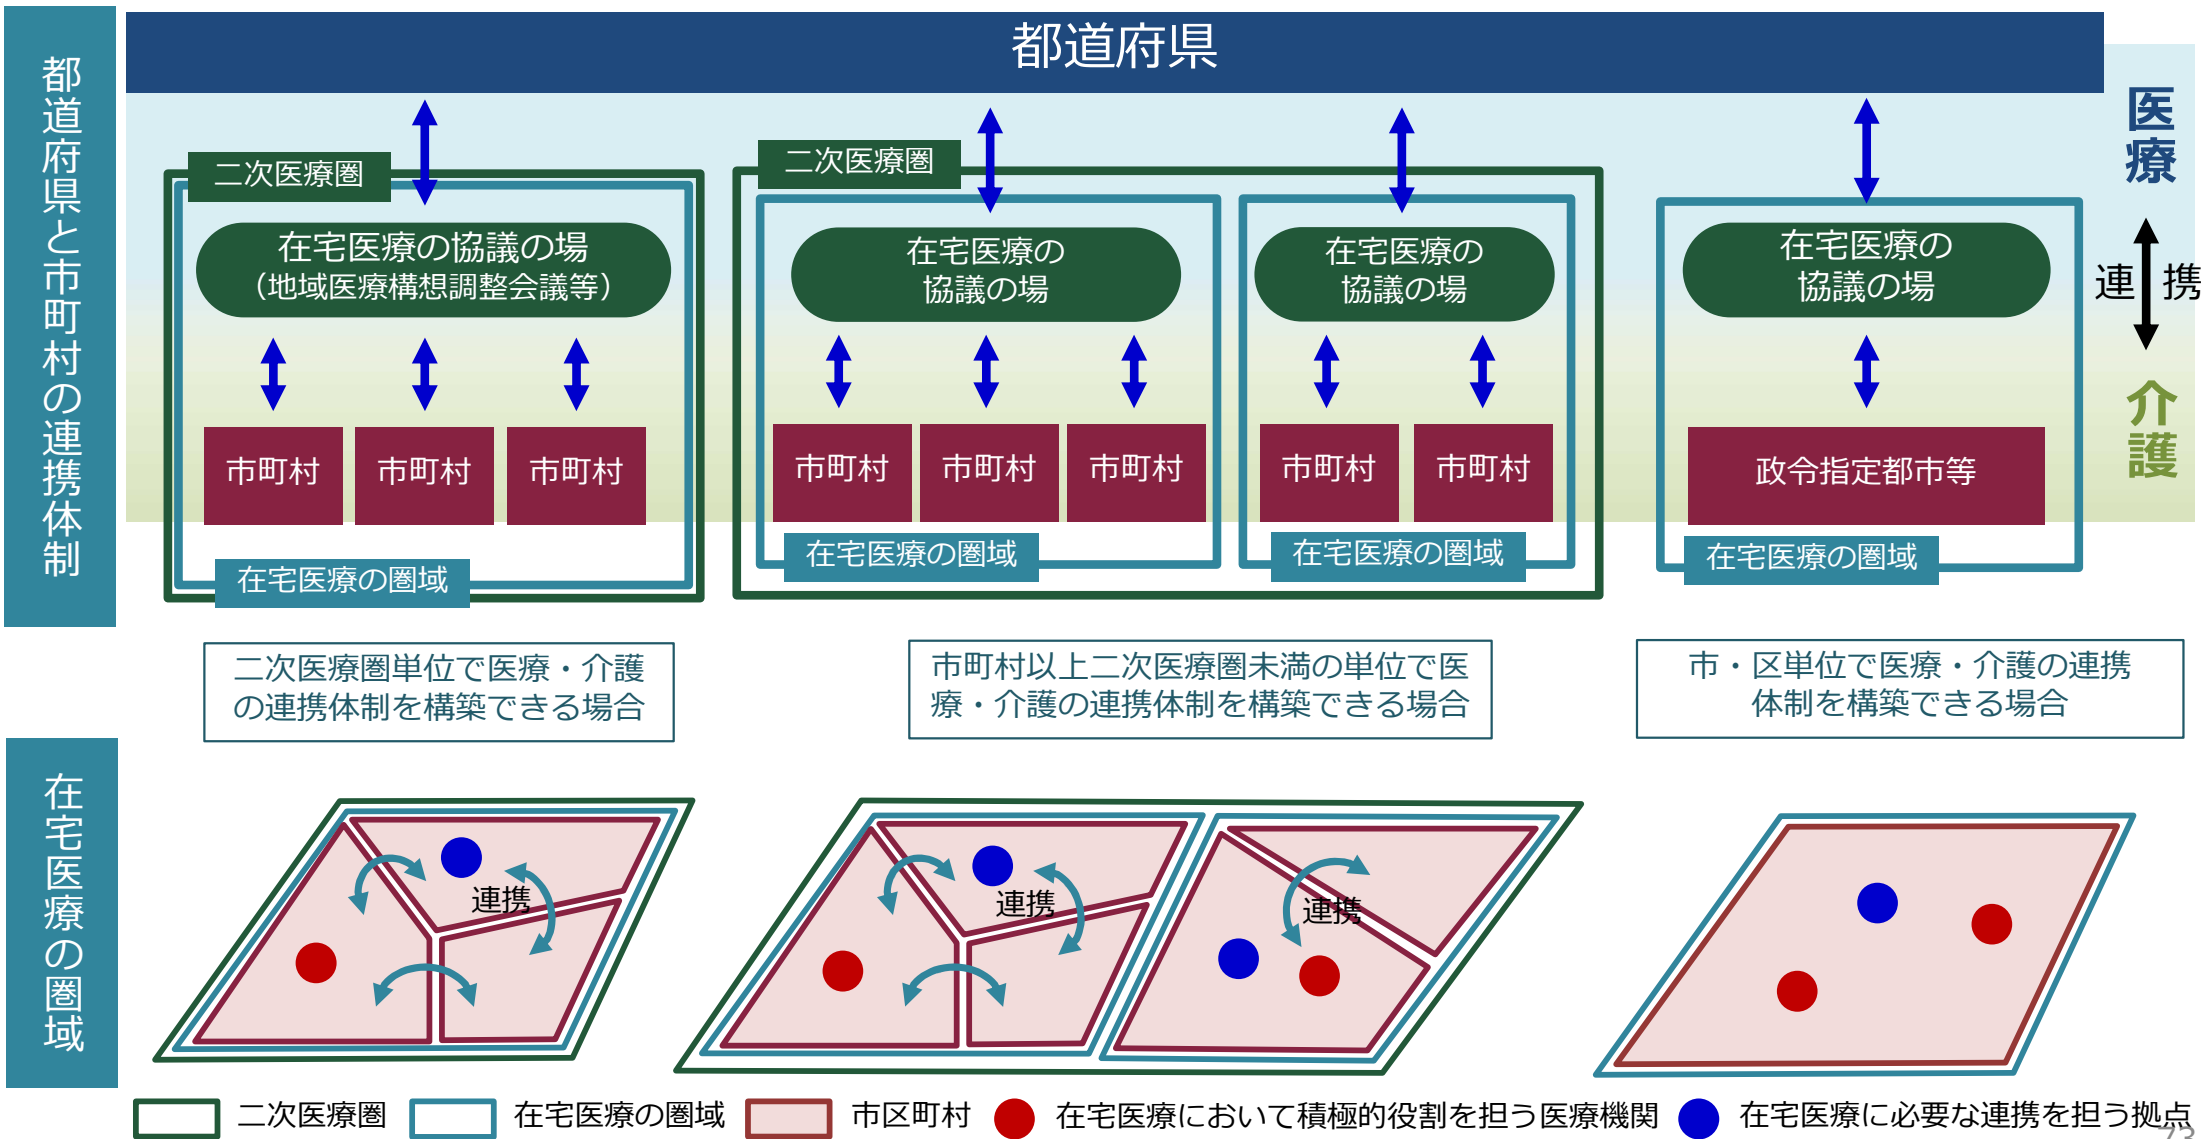 都道府県と市町村の連携体制
都道府県
医療
連 携
介護
二次医療圏
在宅医療の協議の場
（地域医療構想調整会議等）
市町村
市町村
市町村
在宅医療の圏域
二次医療圏
在宅医療の
協議の場
市町村
市町村
市町村
在宅医療の圏域
在宅医療の
協議の場
市町村
市町村
在宅医療の圏域
在宅医療の
協議の場
政令指定都市等
在宅医療の圏域
二次医療圏単位で医療・介護
の連携体制を構築できる場合
市町村以上二次医療圏未満の単位で医
療・介護の連携体制を構築できる場合
市・区単位で医療・介護の連携
体制を構築できる場合
在宅医療の圏域
連携
連携
連携
二次医療圏
在宅医療の圏域
市区町村
在宅医療において積極的役割を担う医療機関
在宅医療に必要な連携を担う拠点